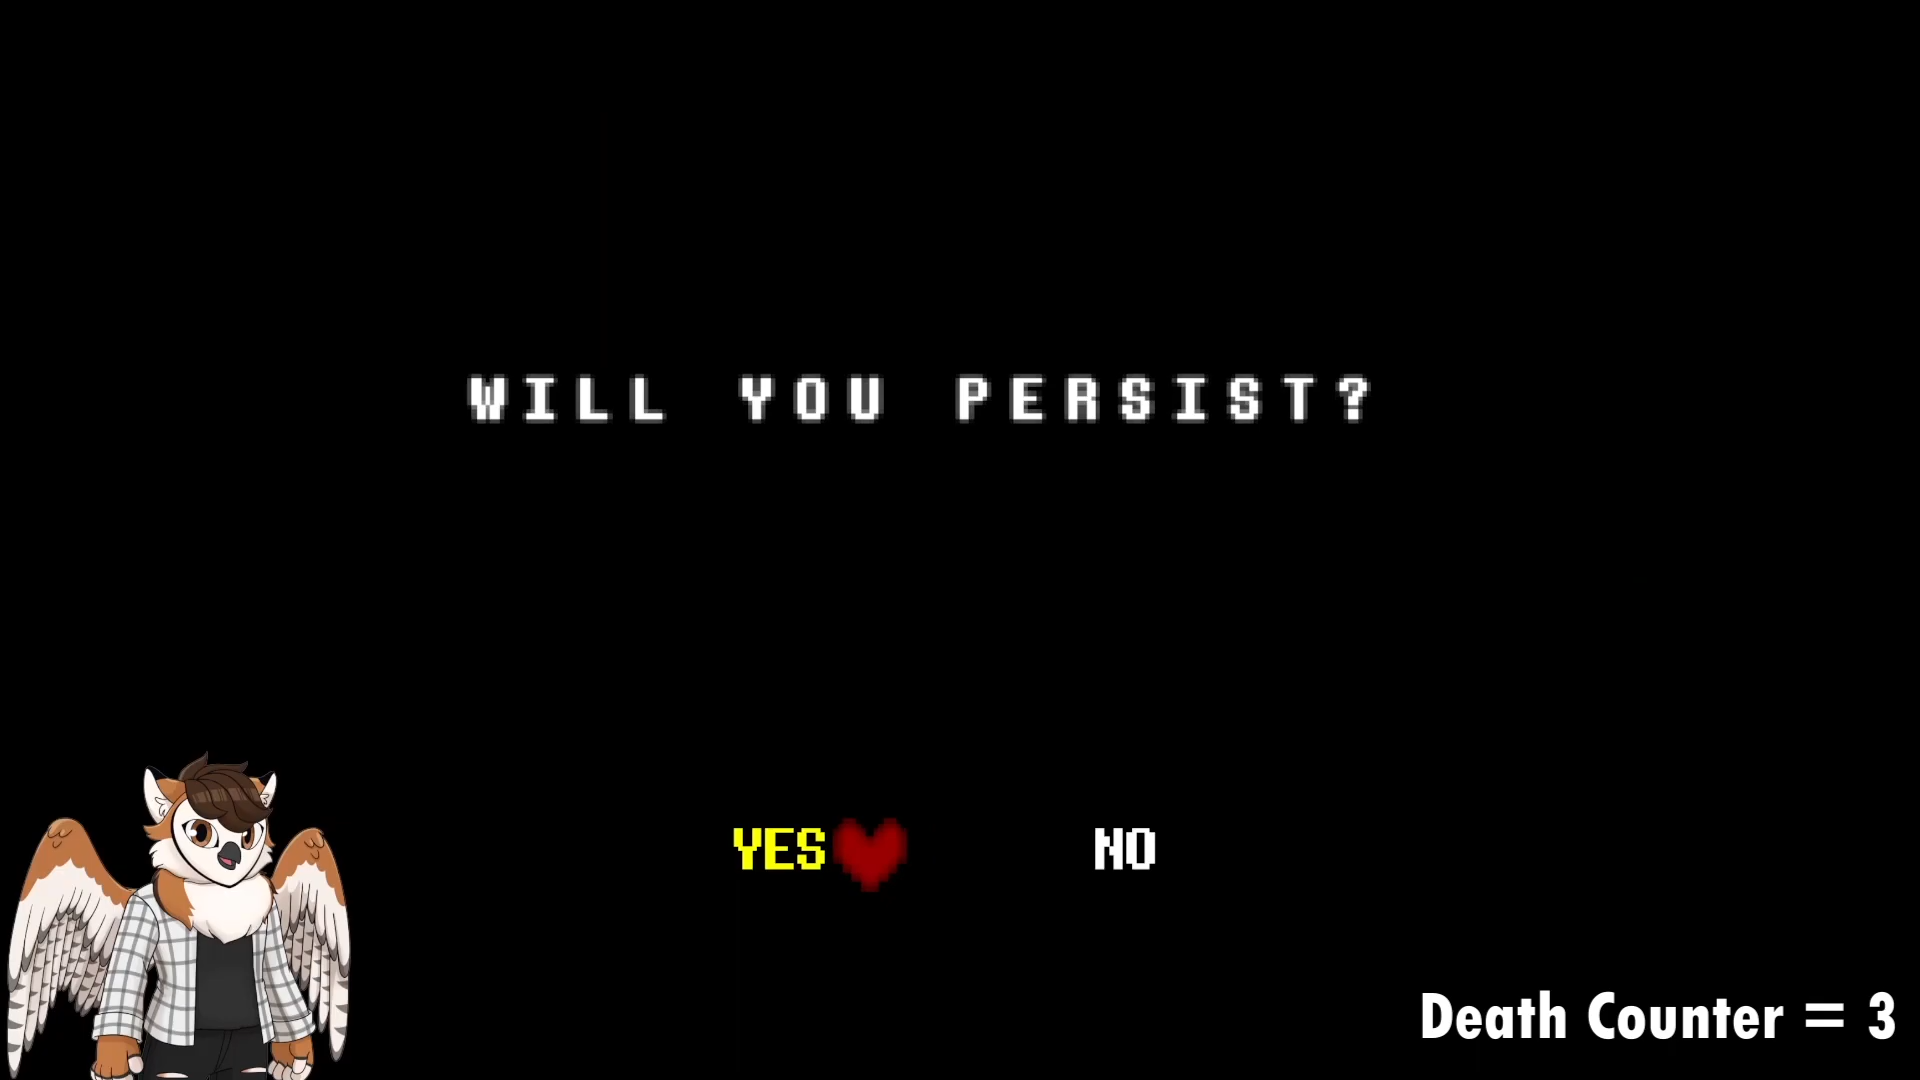 WILL YOU PERSIST?
YES NO
Death Counter = 3